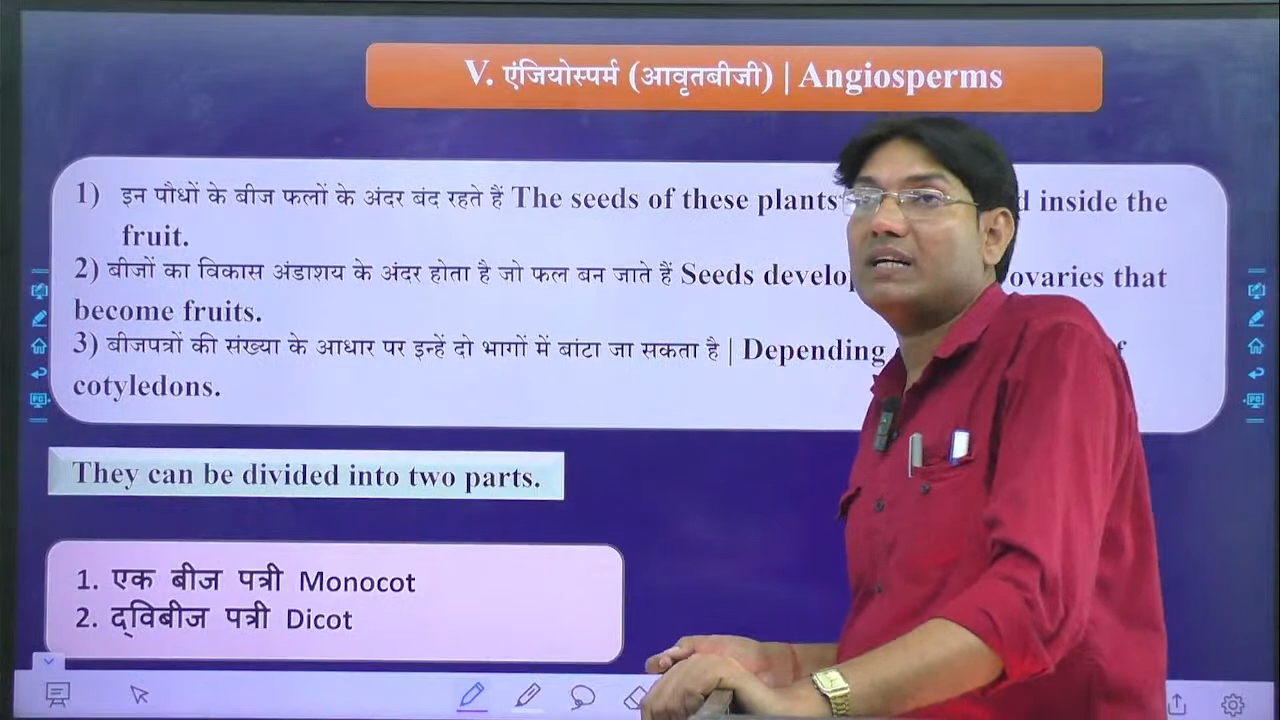 V. एंजियोस्पर्म (आवृतबीजी) | Angiosperms
1) इन पौधों के बीज फलों के अंदर बंद रहते हैं The seeds of these plants inside the
fruit.
2) बीजों का विकास अंडाशय के अंदर होता है जो फल बन जाते हैं Seeds ovaries that
become fruits.
3) बीजपत्रों की संख्या के आधार पर इन्हें दो भागों में बांटा जा सकता है | Depending
cotyledons.
They can be divided into two parts.
1. एक बीज पत्री Monocot
2. द्विबीज पत्री Dicot